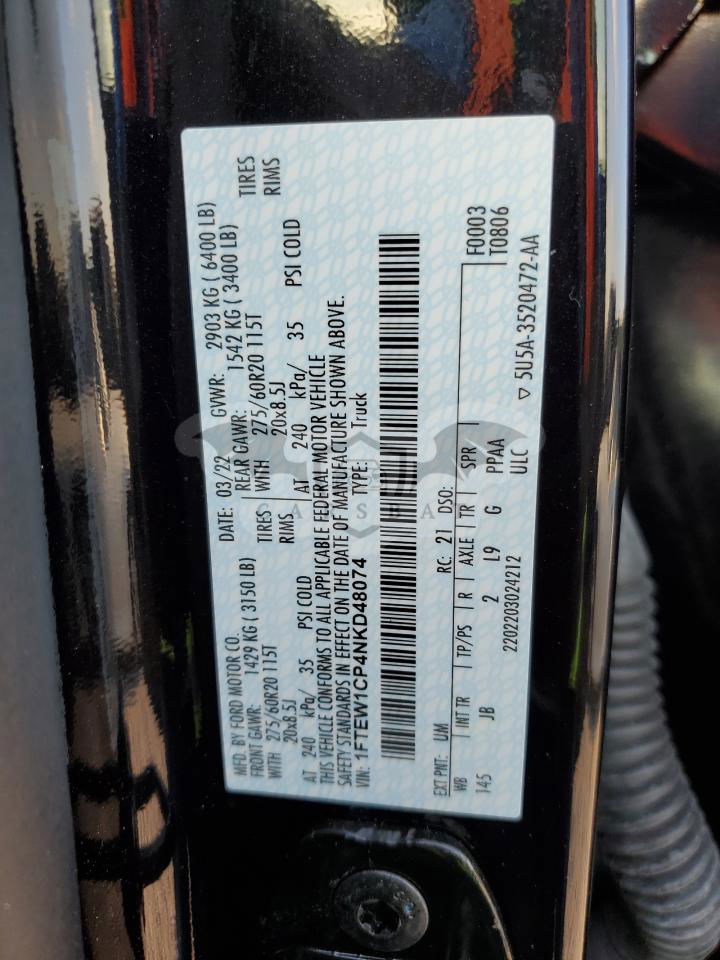 MFD. BY FORD MOTOR CO.
DATE: 03/22 GVWR: 2903 KG ( 6400 LB)
FRONT GAWR: 1429 KG ( 3150 LB) REAR GAWR: 1542 KG ( 3400 LB)
WITH 275/60R20 115T TIRES WITH 275/60R20 115T TIRES
20x8.5J RIMS 20x8.5J RIMS
AT 240 kPa/ 35 PSI COLD AT 240 kPa/ 35 PSI COLD
THIS VEHICLE CONFORMS TO ALL APPLICABLE FEDERAL MOTOR VEHICLE
SAFETY STANDARDS IN EFFECT ON THE DATE OF MANUFACTURE SHOWN ABOVE.
VIN: 1FTEW1CP4NKD48074 TYPE: Truck
F0003
T0806
EXT PNT: UM RC: 21 DSO:
WB INT TR TP/PS R AXLE TR SPR
145 JB 2 L9 G PPAA
2202203024212 ULC
▽ 5U5A-3520472-AA